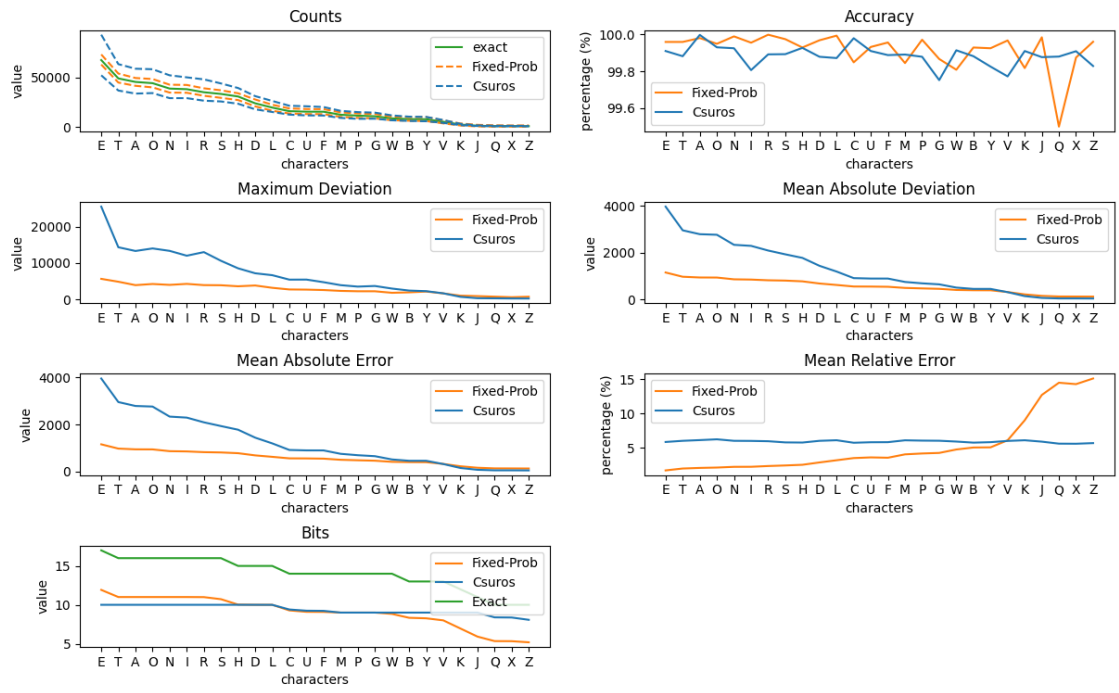 Counts
value
50000
0
exact
Fixed-Prob
Csuros
E T A O N I R S H D L C U F M P G W B Y V K J Q X Z
characters
Accuracy
percentage (%)
100.0
99.8
99.6
Fixed-Prob
Csuros
E T A O N I R S H D L C U F M P G W B Y V K J Q X Z
characters
Maximum Deviation
value
20000
10000
0
Fixed-Prob
Csuros
E T A O N I R S H D L C U F M P G W B Y V K J Q X Z
characters
Mean Absolute Deviation
value
4000
2000
0
Fixed-Prob
Csuros
E T A O N I R S H D L C U F M P G W B Y V K J Q X Z
characters
Mean Absolute Error
value
4000
2000
0
Fixed-Prob
Csuros
E T A O N I R S H D L C U F M P G W B Y V K J Q X Z
characters
Mean Relative Error
percentage (%)
15
10
5
Fixed-Prob
Csuros
E T A O N I R S H D L C U F M P G W B Y V K J Q X Z
characters
Bits
value
15
10
5
Fixed-Prob
Csuros
Exact
E T A O N I R S H D L C U F M P G W B Y V K J Q X Z
characters